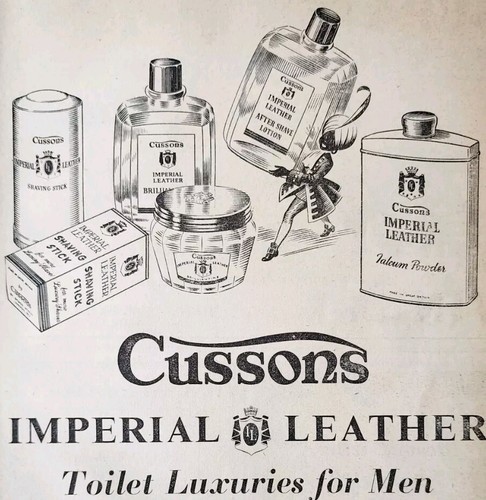 Cussons
IMPERIAL LEATHER
SHAVING STICK
Cussons
IMPERIAL
LEATHER
Cussons
IMPERIAL
LEATHER
AFTER SHAVE
LOTION
Cussons
IMPERIAL
LEATHER
Talcum Powder
IMPERIAL
LEATHER
SHAVING
STICK
IMPERIAL
LEATHER
SHAVING
STICK
Cussons
IMPERIAL LEATHER
Toilet Luxuries for Men